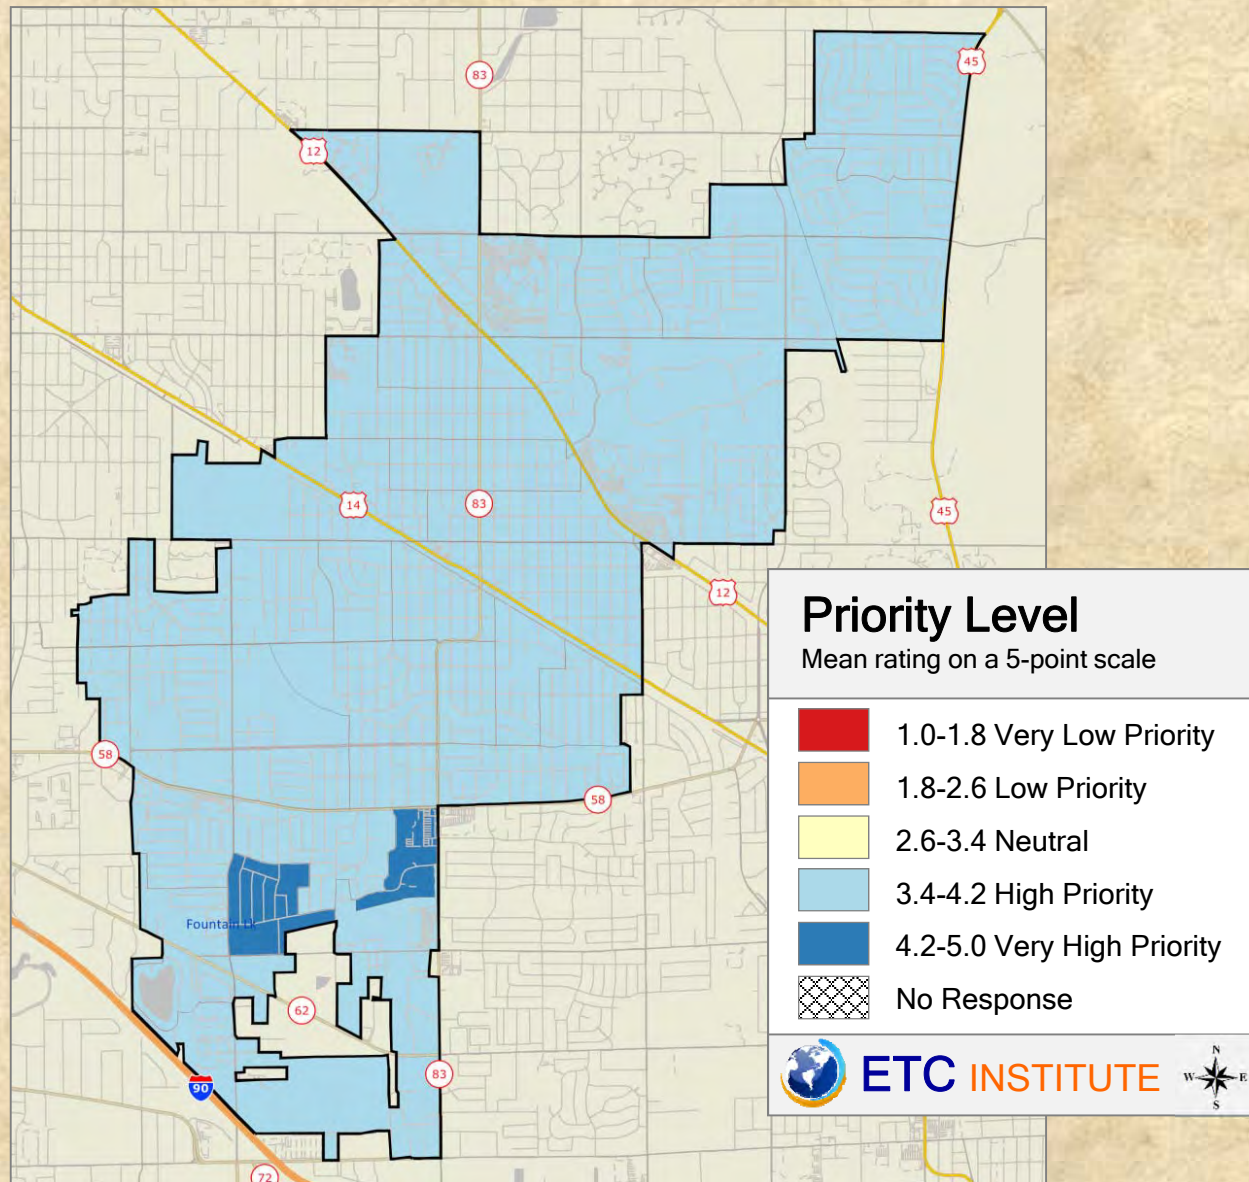 83
45
12
14
83
45
12
58
58
Fountain Lk
62
90
83
72
Priority Level
Mean rating on a 5-point scale
1.0-1.8 Very Low Priority
1.8-2.6 Low Priority
2.6-3.4 Neutral
3.4-4.2 High Priority
4.2-5.0 Very High Priority
No Response
ETC INSTITUTE
N
W E
S